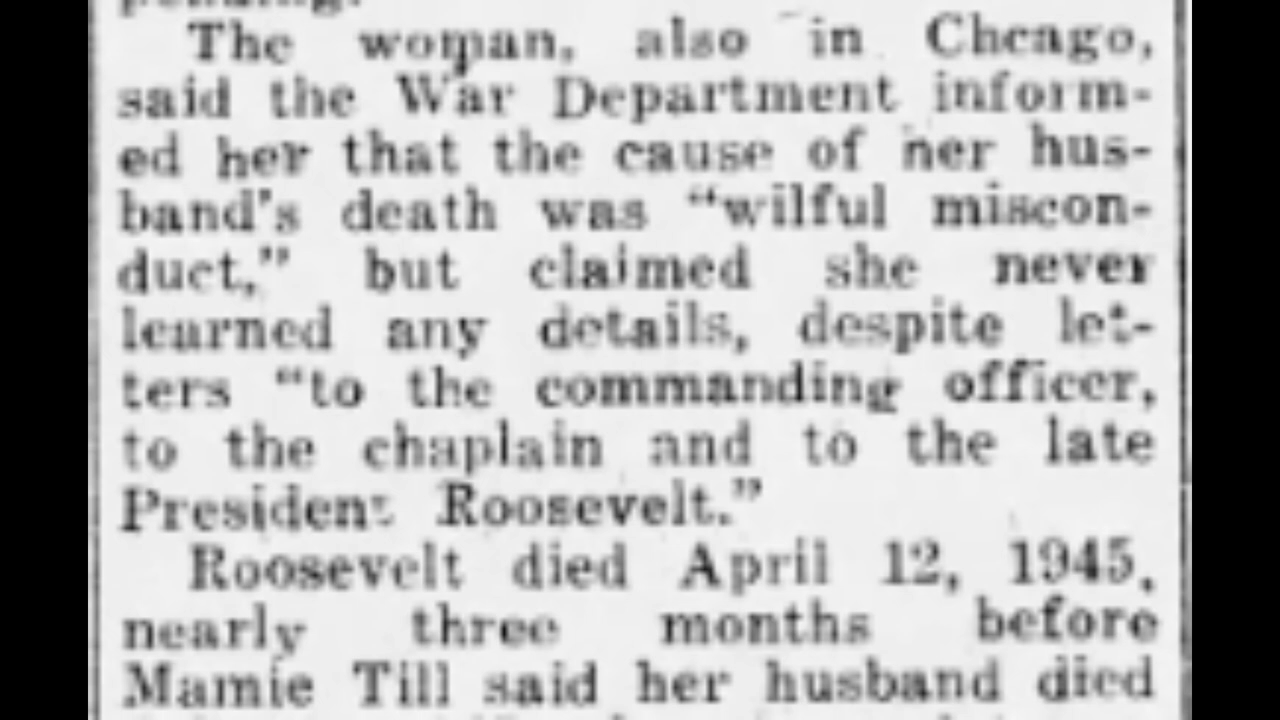 The woman, also in Chcago,
said the War Department inform-
ed her that the cause of her hus-
band's death was "wilful miscon-
duct," but claimed she never
learned any details, despite let-
ters "to the commanding officer,
to the chaplain and to the late
President Roosevelt."
Roosevelt died April 12, 1945,
nearly three months before
Mamie Till said her husband died